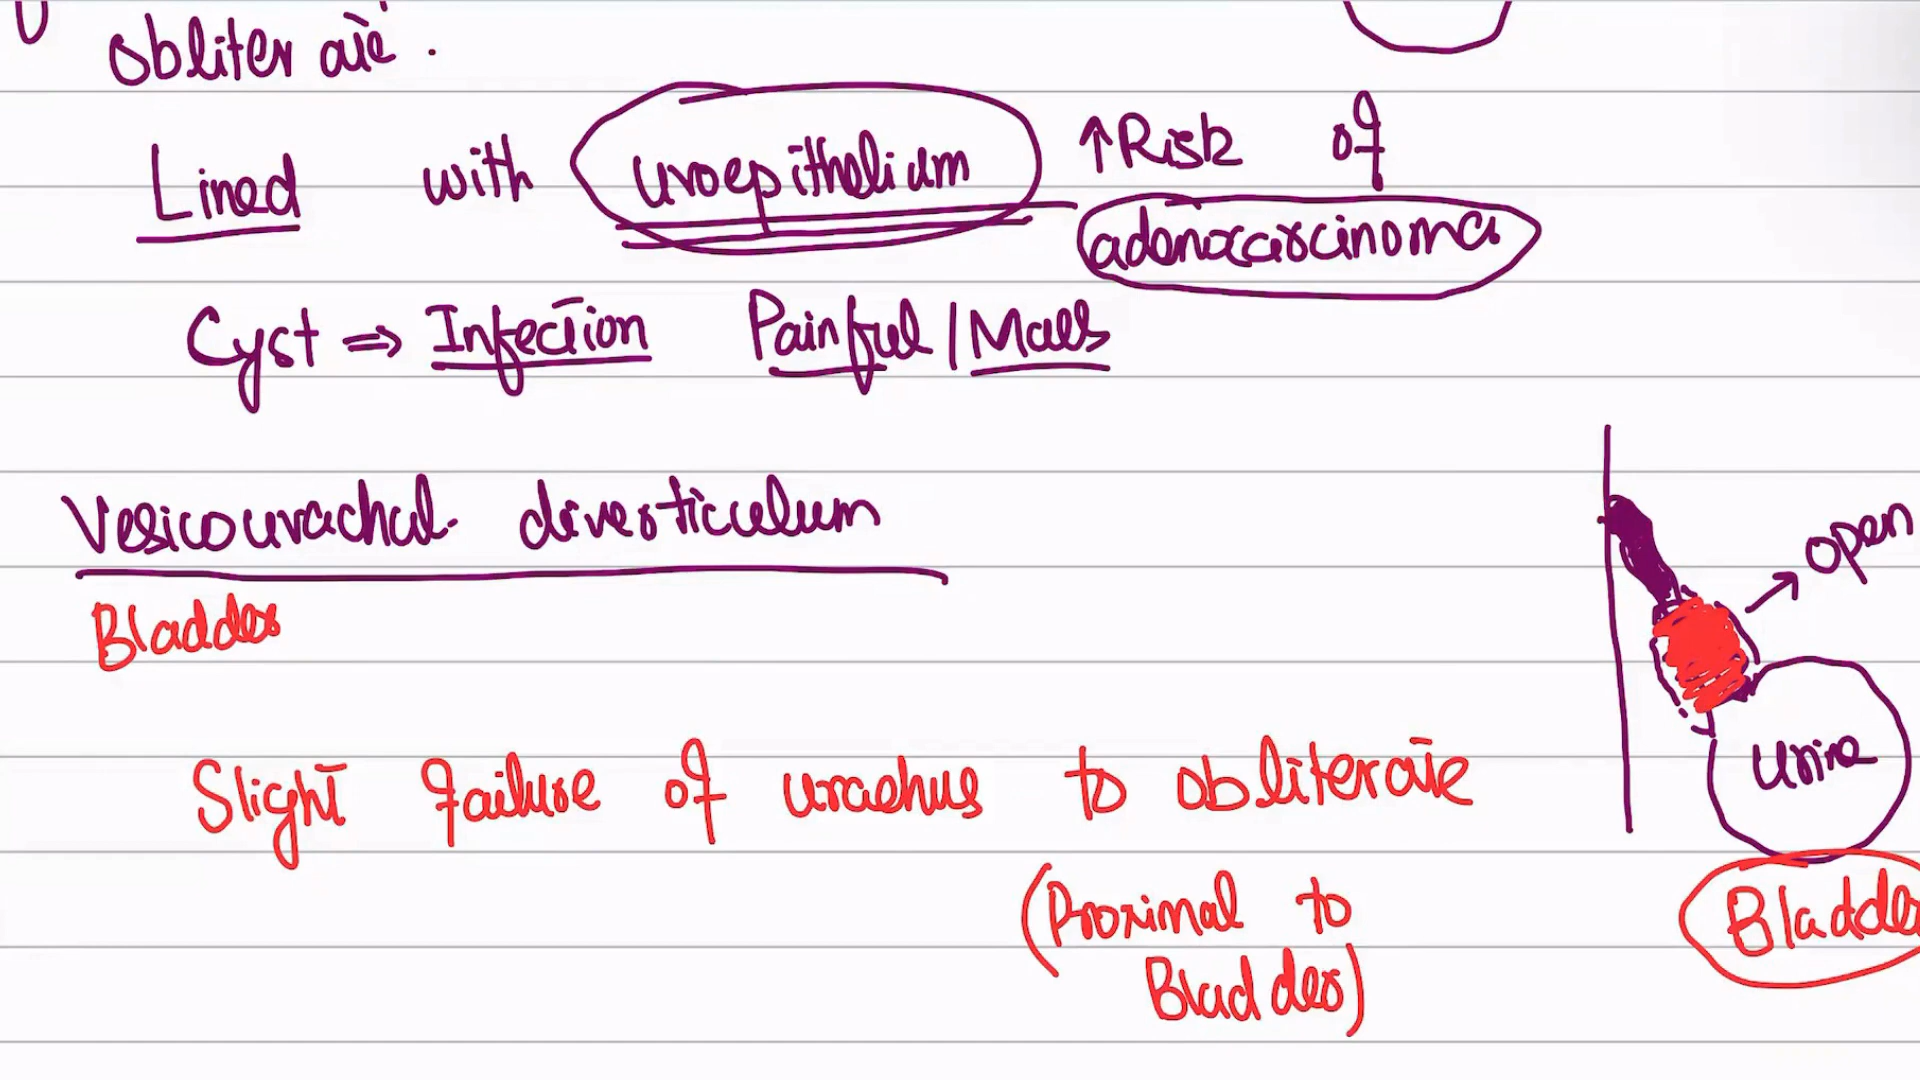 obliterate.
Lined with uroepithelium ↑Risk of
adenocarcinoma
Cyst ⇒ Infection Painful/Mass
Vesicourachal diverticulum
Bladder
open
Slight failure of urachus to obliterate
Urine
(Proximal to
Bladder)
Bladder